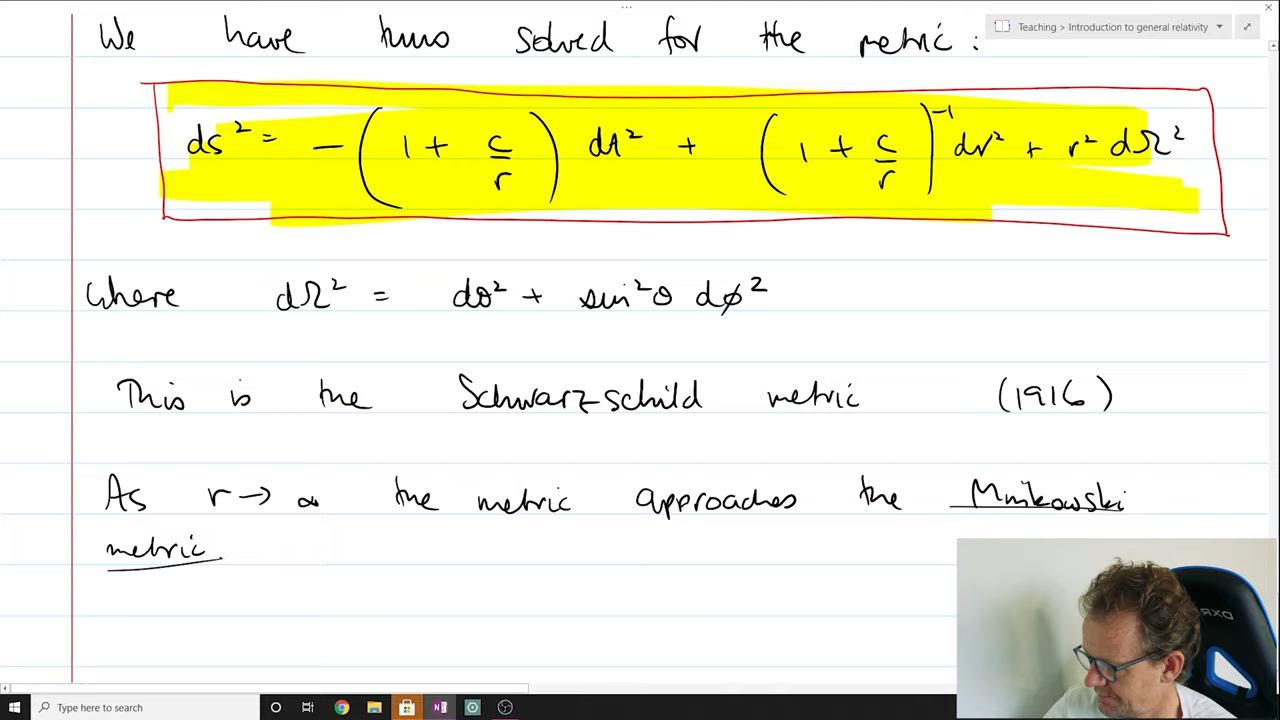 Teaching > Introduction to general relativity
We have thus solved for the metric:
ds² = - (1 + c/r) dt² + (1 + c/r)⁻¹ dr² + r² dΩ²
where dΩ² = dθ² + sin²θ dϕ²
This is the Schwarzschild metric (1916)
As r → ∞ the metric approaches the Minkowski
metric
DXR
Type here to search